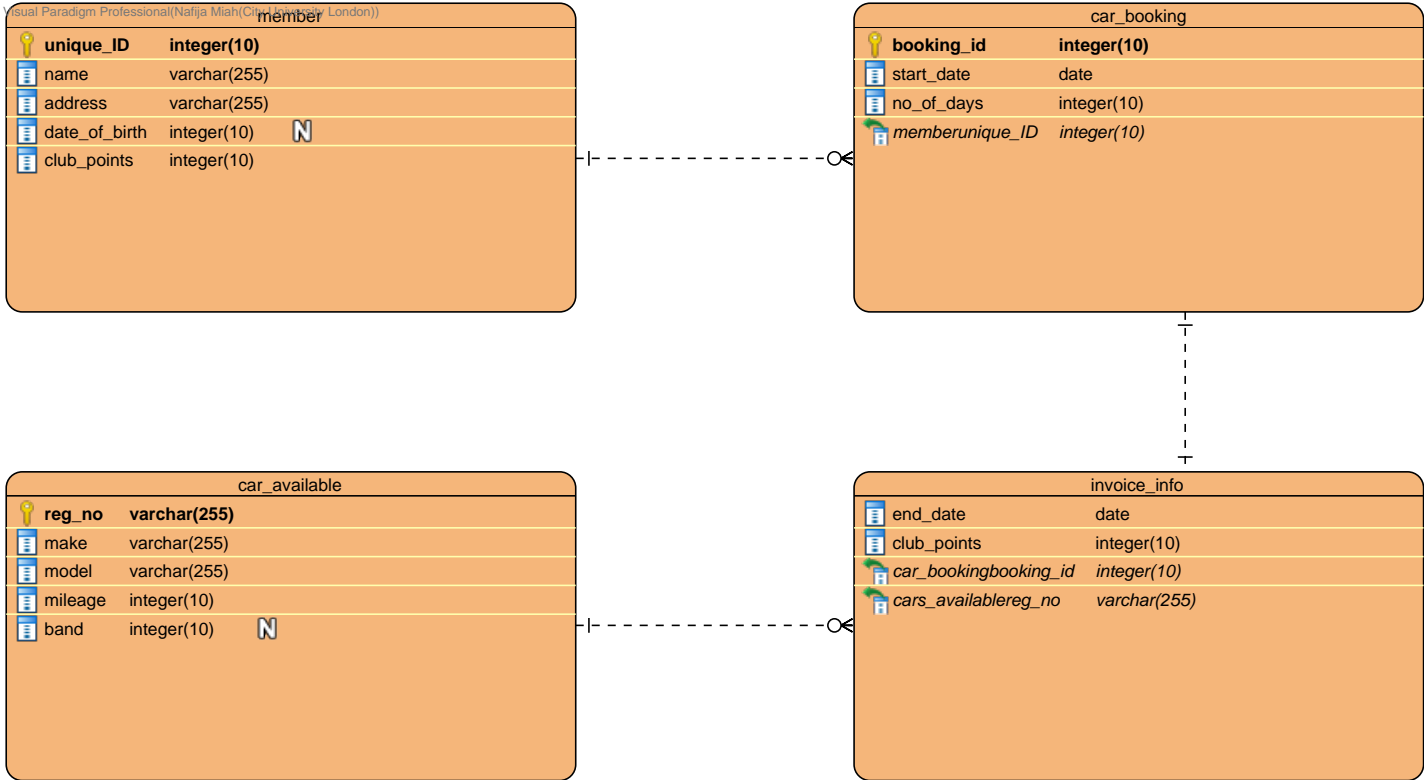 Visual Paradigm Professional(Nafija Miah(City University London))
member
unique_ID integer(10)
name varchar(255)
address varchar(255)
date_of_birth integer(10) N
club_points integer(10)
car_booking
booking_id integer(10)
start_date date
no_of_days integer(10)
memberunique_ID integer(10)
car_available
reg_no varchar(255)
make varchar(255)
model varchar(255)
mileage integer(10)
band integer(10) N
invoice_info
end_date date
club_points integer(10)
car_bookingbooking_id integer(10)
cars_availablereg_no varchar(255)